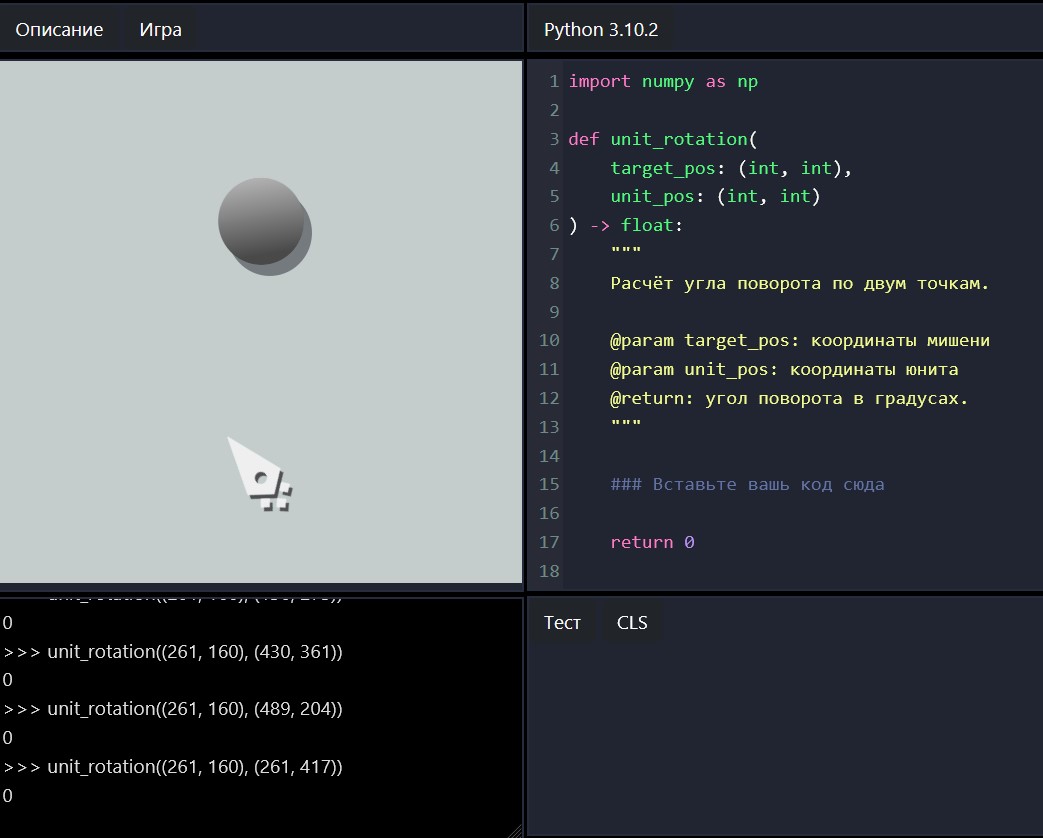 Описание Игра
Python 3.10.2
1 import numpy as np
2
3 def unit_rotation(
4 target_pos: (int, int),
5 unit_pos: (int, int)
6 ) -> float:
7 """
8 Расчёт угла поворота по двум точкам.
9
10 @param target_pos: координаты мишени
11 @param unit_pos: координаты юнита
12 @return: угол поворота в градусах.
13 """
14
15 ### Вставьте вашь код сюда
16
17 return 0
18
0
>>> unit_rotation((261, 160), (430, 361))
0
>>> unit_rotation((261, 160), (489, 204))
0
>>> unit_rotation((261, 160), (261, 417))
0
Тест CLS